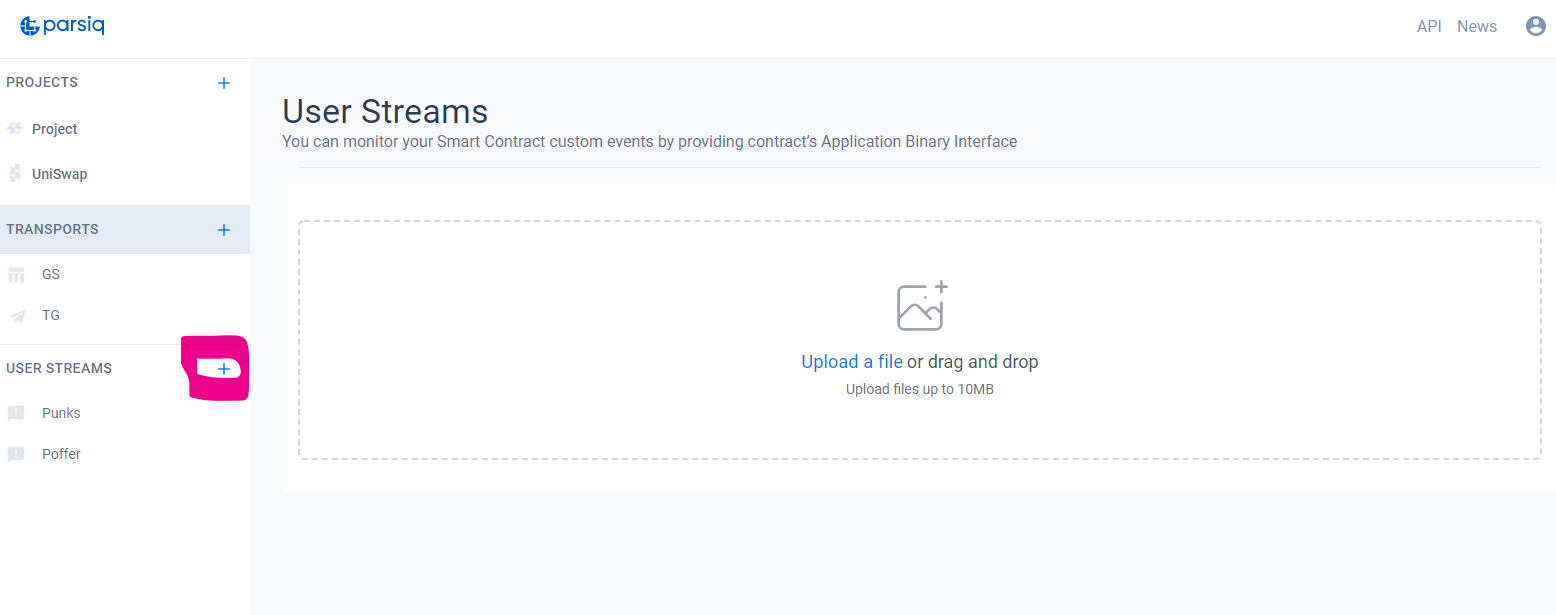 parsiq
API News
PROJECTS +
Project
UniSwap
TRANSPORTS +
GS
TG
USER STREAMS +
Punks
Poffer
User Streams
You can monitor your Smart Contract custom events by providing contract's Application Binary Interface
Upload a file or drag and drop
Upload files up to 10MB